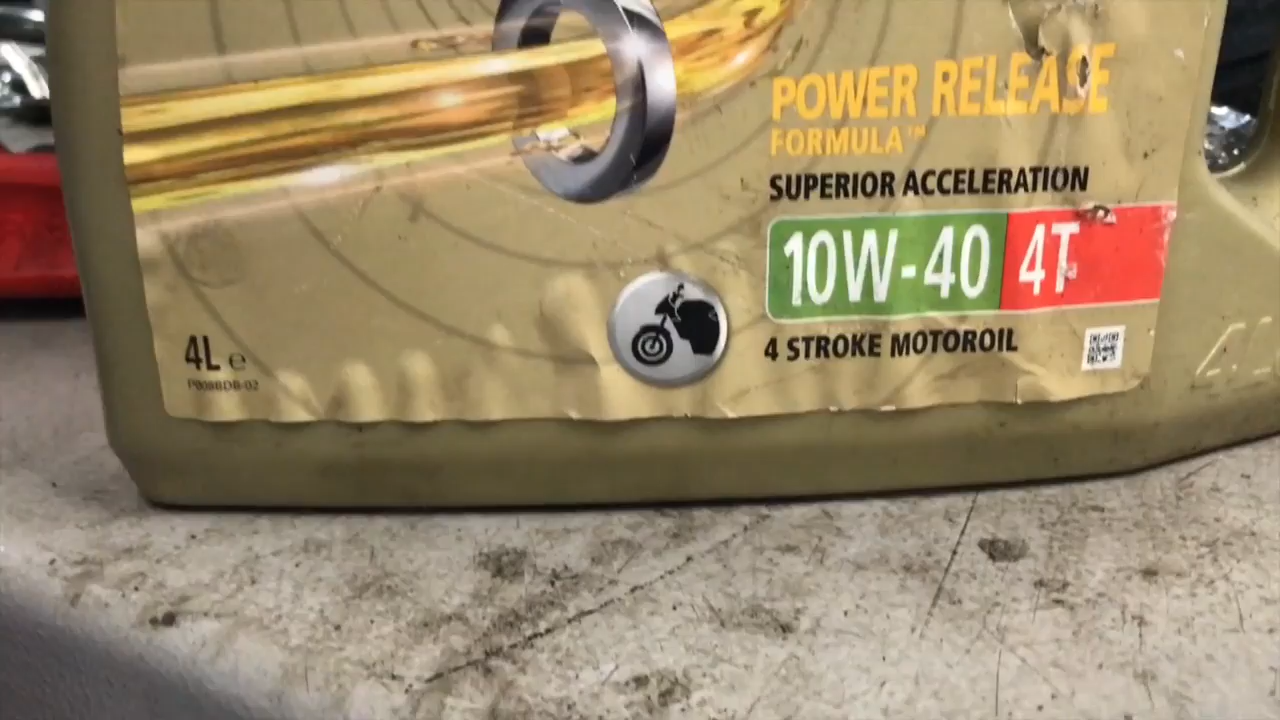 POWER RELEASE
FORMULA™
SUPERIOR ACCELERATION
10W-40 4T
4 STROKE MOTOROIL
4L e